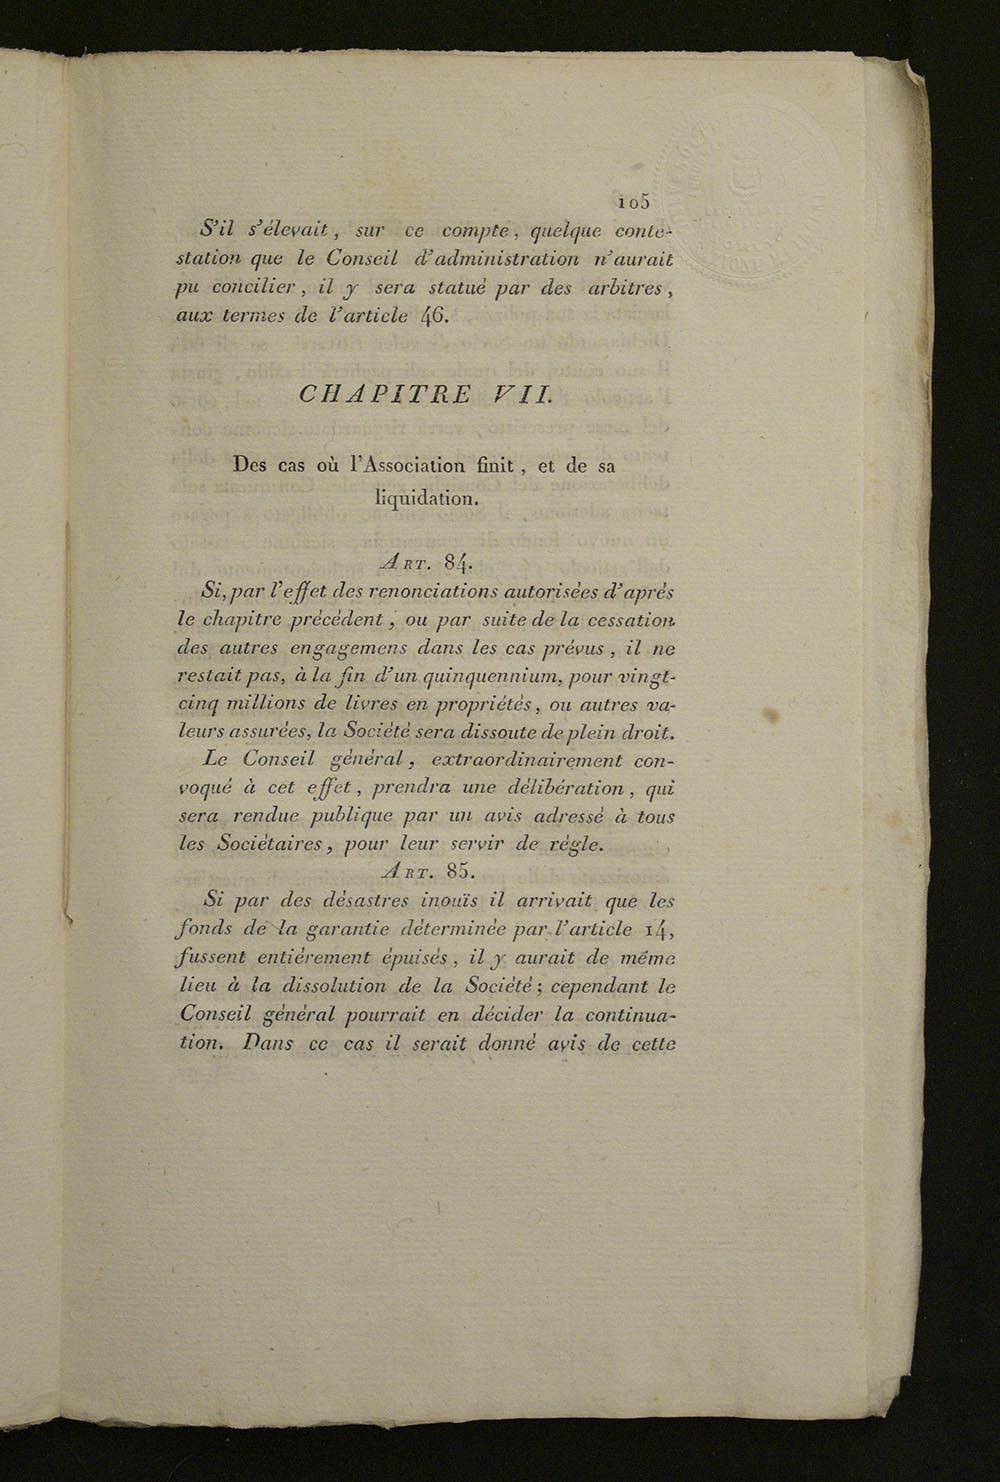 105
S'il s'élevait, sur ce compte, quelque conte-
station que le Conseil d'administration n'aurait
pu concilier, il y sera statué par des arbitres,
aux termes de l'article 46.
CHAPITRE VII.
Des cas où l'Association finit, et de sa
liquidation.
ART. 84.
Si, par l'effet des renonciations autorisées d'après
le chapitre précédent, ou par suite de la cessation
des autres engagemens dans les cas prévus, il ne
restait pas, à la fin d'un quinquennium, pour vingt-
cinq millions de livres en propriétés, ou autres va-
leurs assurées, la Société sera dissoute de plein droit.
Le Conseil général, extraordinairement con-
voqué à cet effet, prendra une délibération, qui
sera rendue publique par un avis adressé à tous
les Sociétaires, pour leur servir de règle.
ART. 85.
Si par des désastres inouïs il arrivait que les
fonds de la garantie déterminée par l'article 14,
fussent entièrement épuisés, il y aurait de même
lieu à la dissolution de la Société; cependant le
Conseil général pourrait en décider la continua-
tion. Dans ce cas il serait donné avis de cette